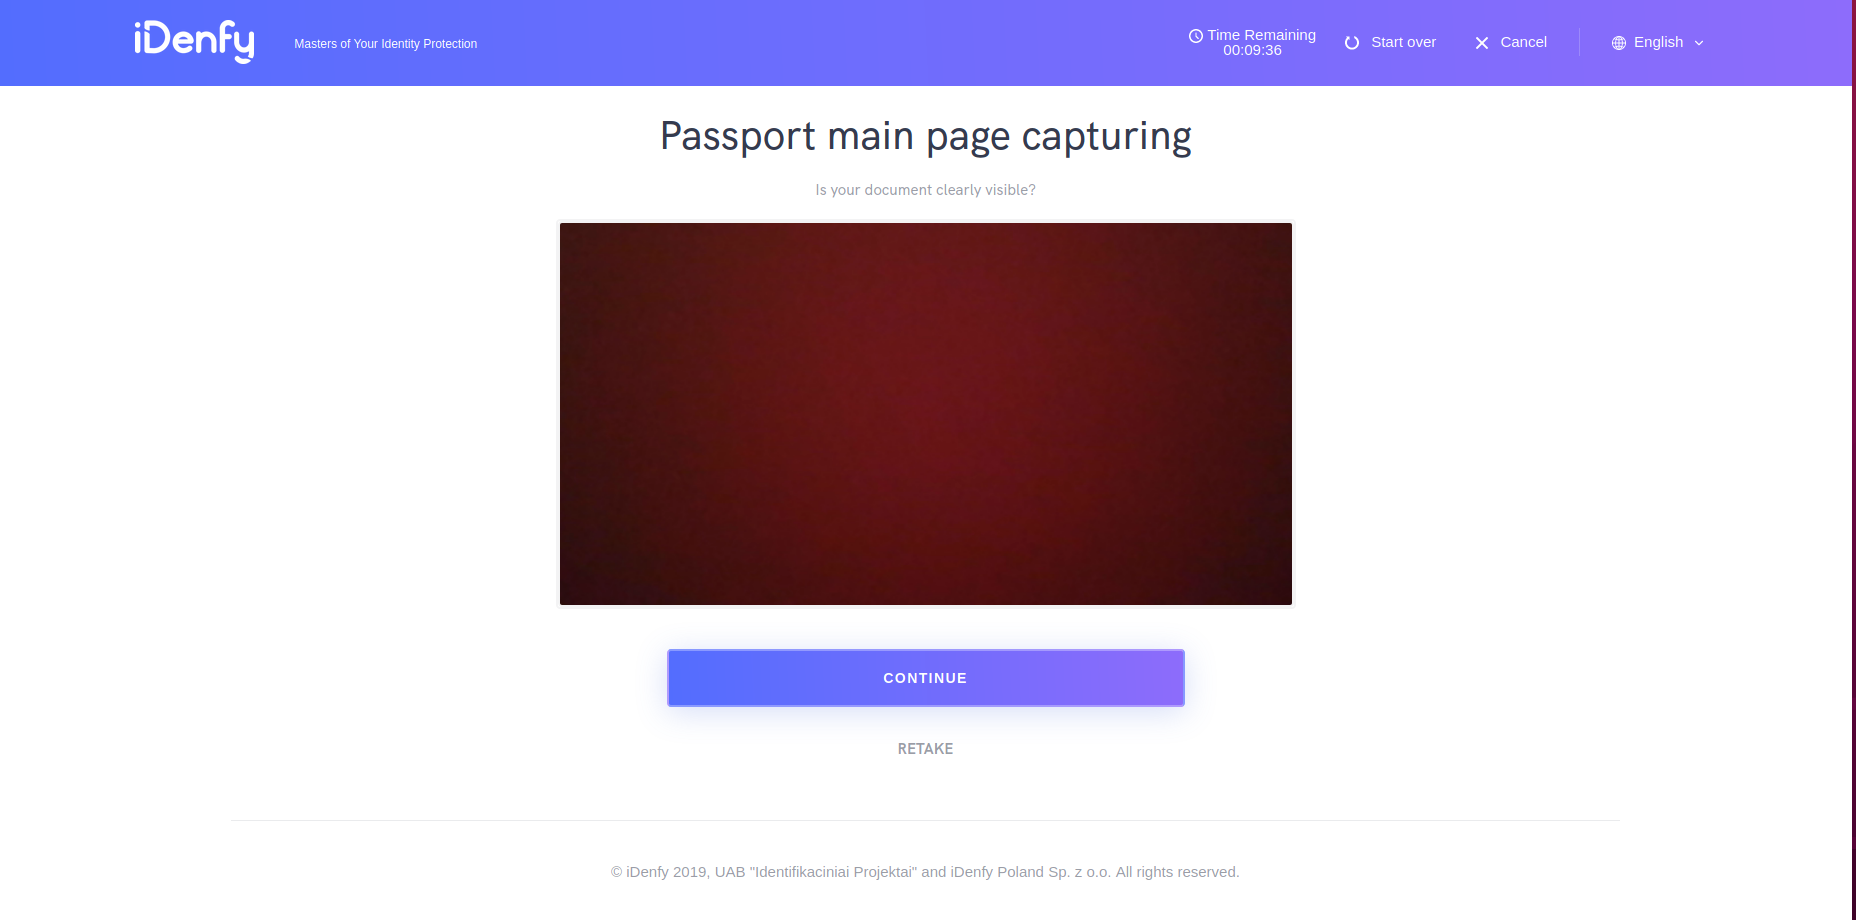 iDenfy
Masters of Your Identity Protection
Time Remaining
00:09:36
Start over
Cancel
English
Passport main page capturing
Is your document clearly visible?
CONTINUE
RETAKE
© iDenfy 2019, UAB "Identifikaciniai Projektai" and iDenfy Poland Sp. z o.o. All rights reserved.